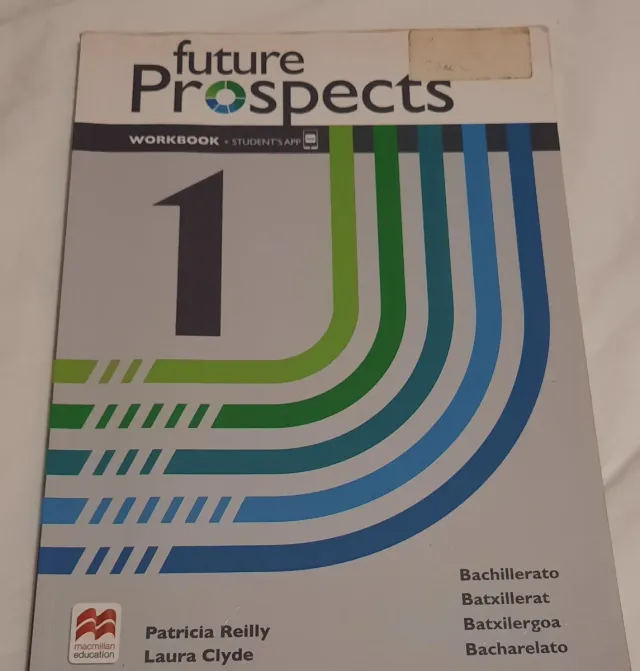 future
Prospects
WORKBOOK • STUDENT'S APP
1
Bachillerato
Batxillerat
Batxilergoa
Bacharelato
Patricia Reilly
Laura Clyde
macmillan
education